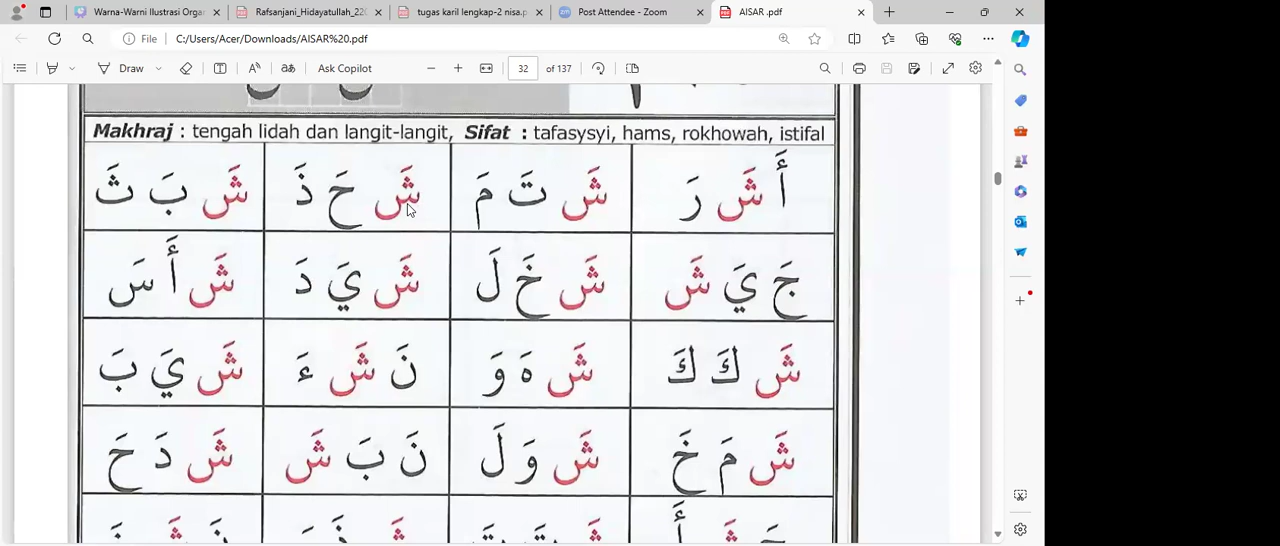 Warna-Warni Ilustrasi Orga
Rafsanjani_Hidayatullah_220
tugas karil lengkap-2 nisa.p
Post Attendee - Zoom
AISAR .pdf
File C:/Users/Acer/Downloads/AISAR%20.pdf
Draw Ask Copilot 32 of 137
Makhraj : tengah lidah dan langit-langit, Sifat : tafasysyi, hams, rokhowah, istifal
أَ شَ رَ شَ تَ مَ شَ حَ ذَ شَ بَ ثَ
جَ يَ شَ شَ خَ لَ شَ يَ دَ شَ أَ سَ
شَ كَ كَ شَ هَ وَ نَ شَ ءَ شَ يَ بَ
شَ مَ خَ شَ وَ لَ نَ بَ شَ شَ دَ حَ